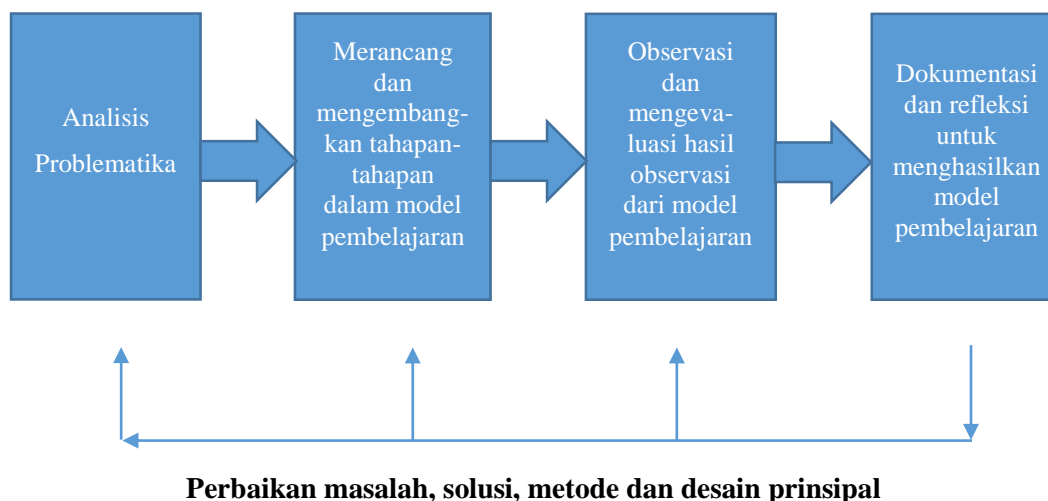 Analisis
Problematika
Merancang
dan
mengembang-
kan tahapan-
tahapan
dalam model
pembelajaran
Observasi
dan
mengeva-
luasi hasil
observasi
dari model
pembelajaran
Dokumentasi
dan refleksi
untuk
menghasilkan
model
pembelajaran
Perbaikan masalah, solusi, metode dan desain prinsipal